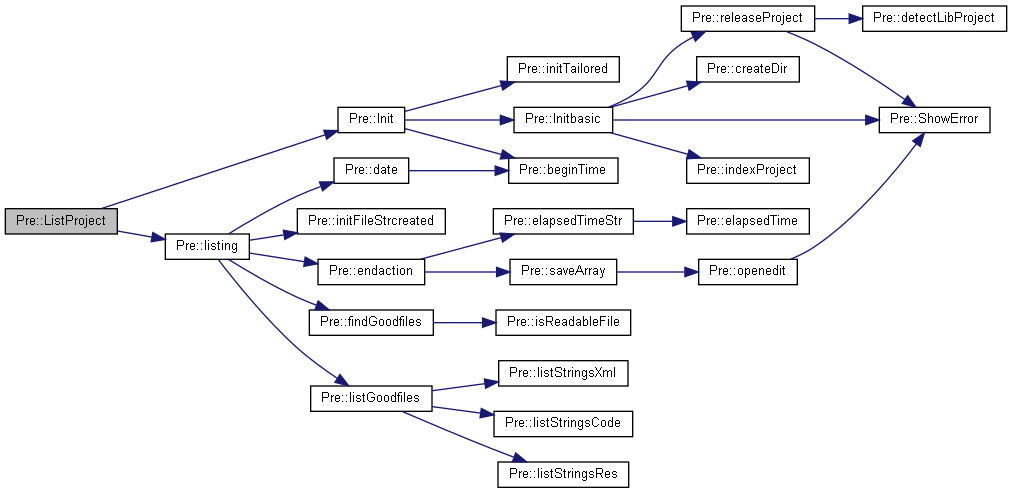 Pre::ListProject
Pre::Init
Pre::listing
Pre::initTailored
Pre::Initbasic
Pre::beginTime
Pre::date
Pre::initFileStrcreated
Pre::endaction
Pre::findGoodfiles
Pre::listGoodfiles
Pre::releaseProject
Pre::createDir
Pre::indexProject
Pre::detectLibProject
Pre::ShowError
Pre::elapsedTimeStr
Pre::elapsedTime
Pre::saveArray
Pre::openedit
Pre::isReadableFile
Pre::listStringsXml
Pre::listStringsCode
Pre::listStringsRes